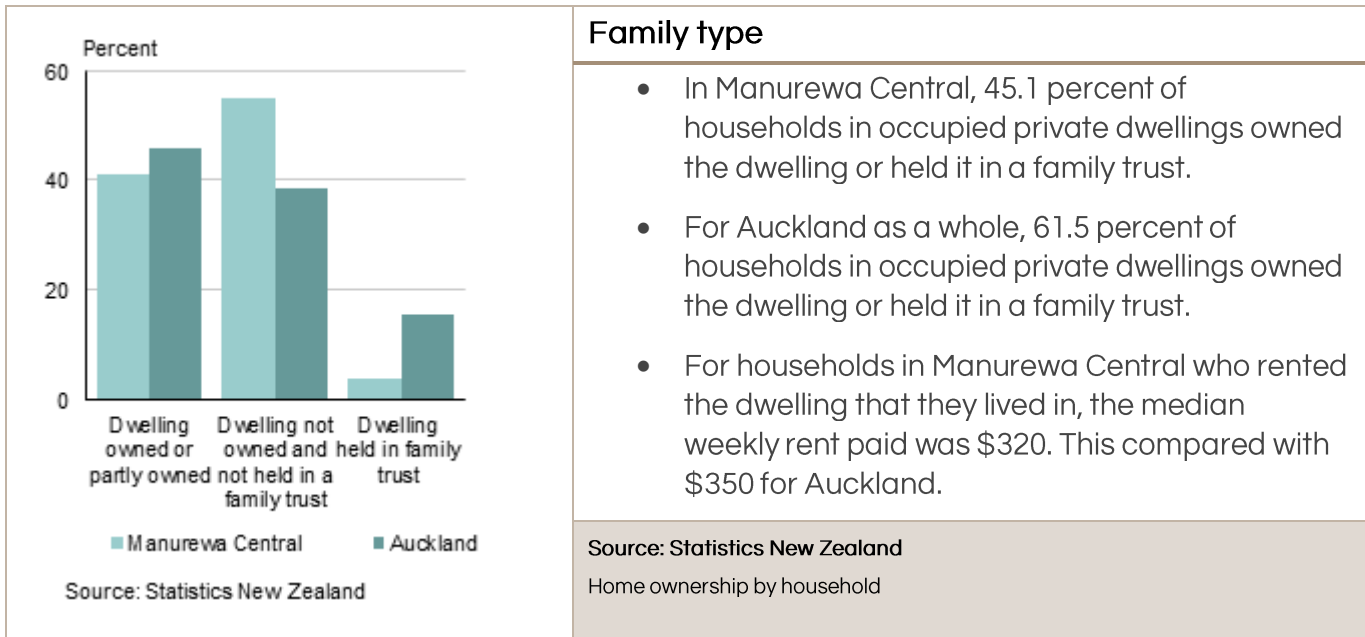 Percent
60
40
20
0
Dwelling owned or partly owned
Dwelling not owned and not held in a family trust
Dwelling held in family trust
Manurewa Central
Auckland
Source: Statistics New Zealand
Family type
• In Manurewa Central, 45.1 percent of
households in occupied private dwellings owned
the dwelling or held it in a family trust.
• For Auckland as a whole, 61.5 percent of
households in occupied private dwellings owned
the dwelling or held it in a family trust.
• For households in Manurewa Central who rented
the dwelling that they lived in, the median
weekly rent paid was $320. This compared with
$350 for Auckland.
Source: Statistics New Zealand
Home ownership by household